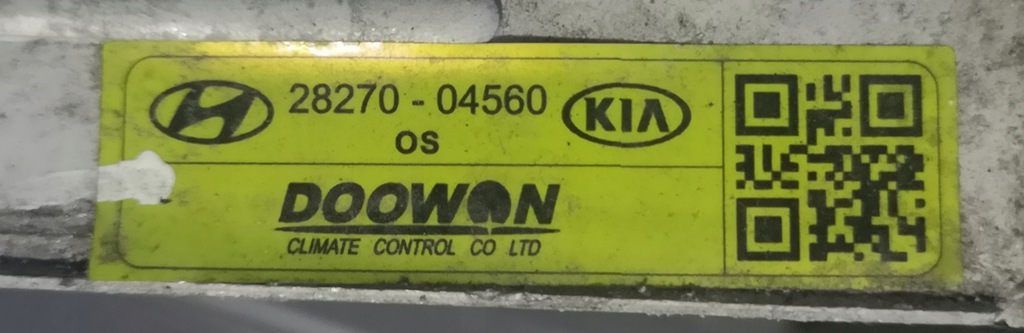 28270 - 04560
KIA
OS
DOOWON
CLIMATE CONTROL CO LTD